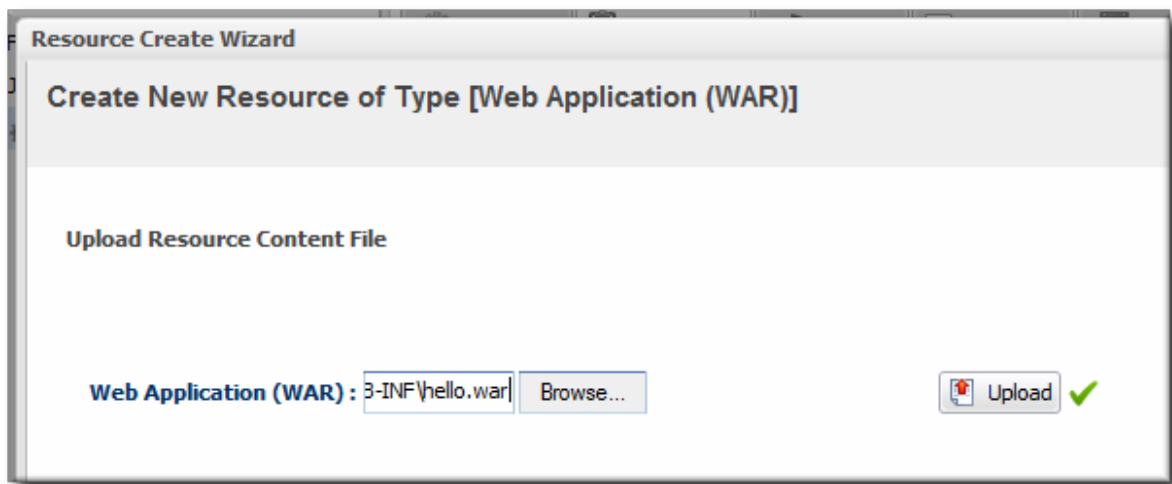 Resource Create Wizard
Create New Resource of Type [Web Application (WAR)]
Upload Resource Content File
Web Application (WAR) : 3-INF\hello.war Browse... Upload